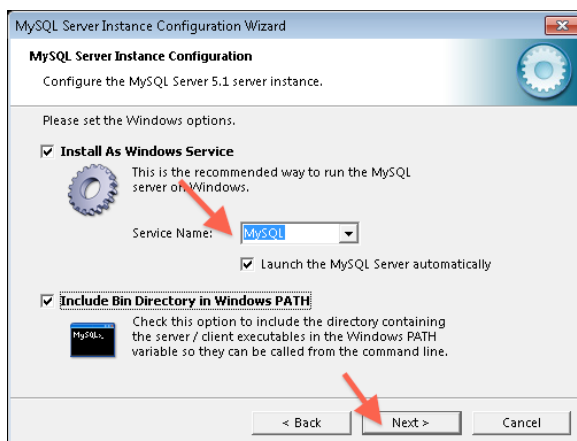 MySQL Server Instance Configuration Wizard
MySQL Server Instance Configuration
Configure the MySQL Server 5.1 server instance.
Please set the Windows options.
Install As Windows Service
This is the recommended way to run the MySQL
server on Windows.
Service Name: MySQL
Launch the MySQL Server automatically
Include Bin Directory in Windows PATH
MySQL>_
Check this option to include the directory containing
the server / client executables in the Windows PATH
variable so they can be called from the command line.
< Back Next > Cancel